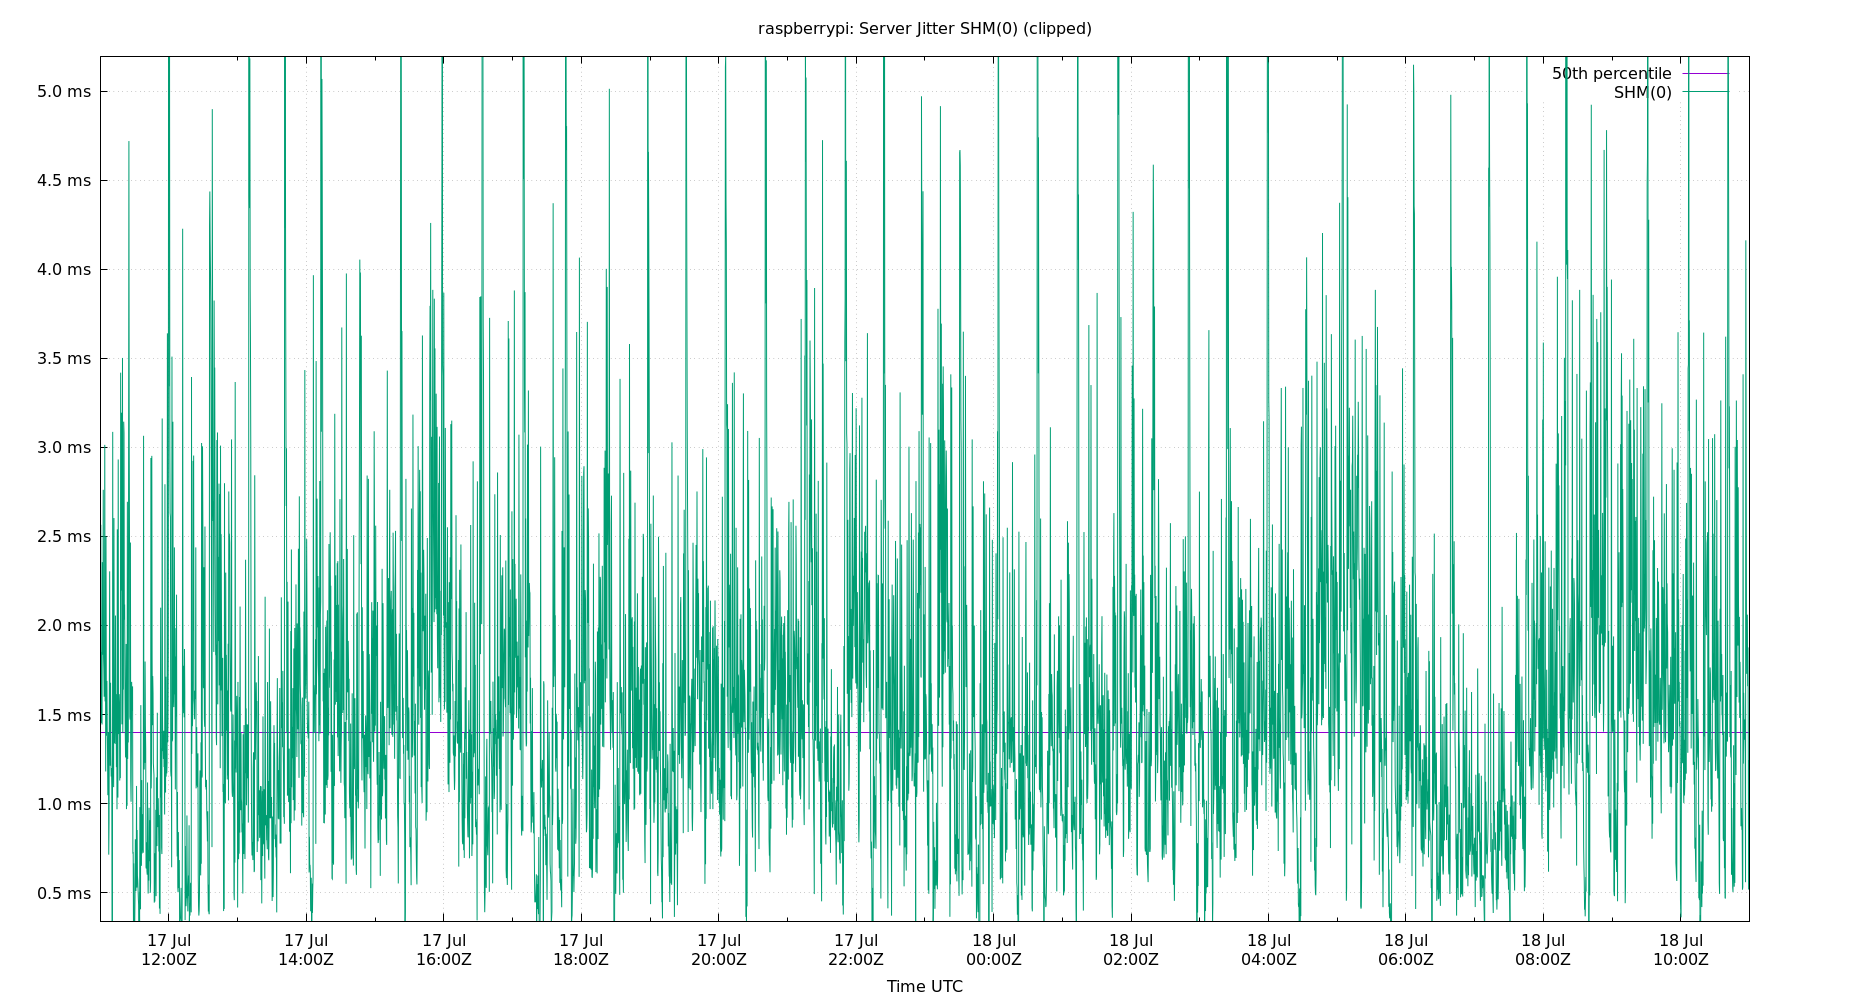 raspberrypi: Server Jitter SHM(0) (clipped)
50th percentile
SHM(0)
5.0 ms
4.5 ms
4.0 ms
3.5 ms
3.0 ms
2.5 ms
2.0 ms
1.5 ms
1.0 ms
0.5 ms
17 Jul 17 Jul 17 Jul 17 Jul 17 Jul 17 Jul 18 Jul 18 Jul 18 Jul 18 Jul 18 Jul 18 Jul
12:00Z 14:00Z 16:00Z 18:00Z 20:00Z 22:00Z 00:00Z 02:00Z 04:00Z 06:00Z 08:00Z 10:00Z
Time UTC